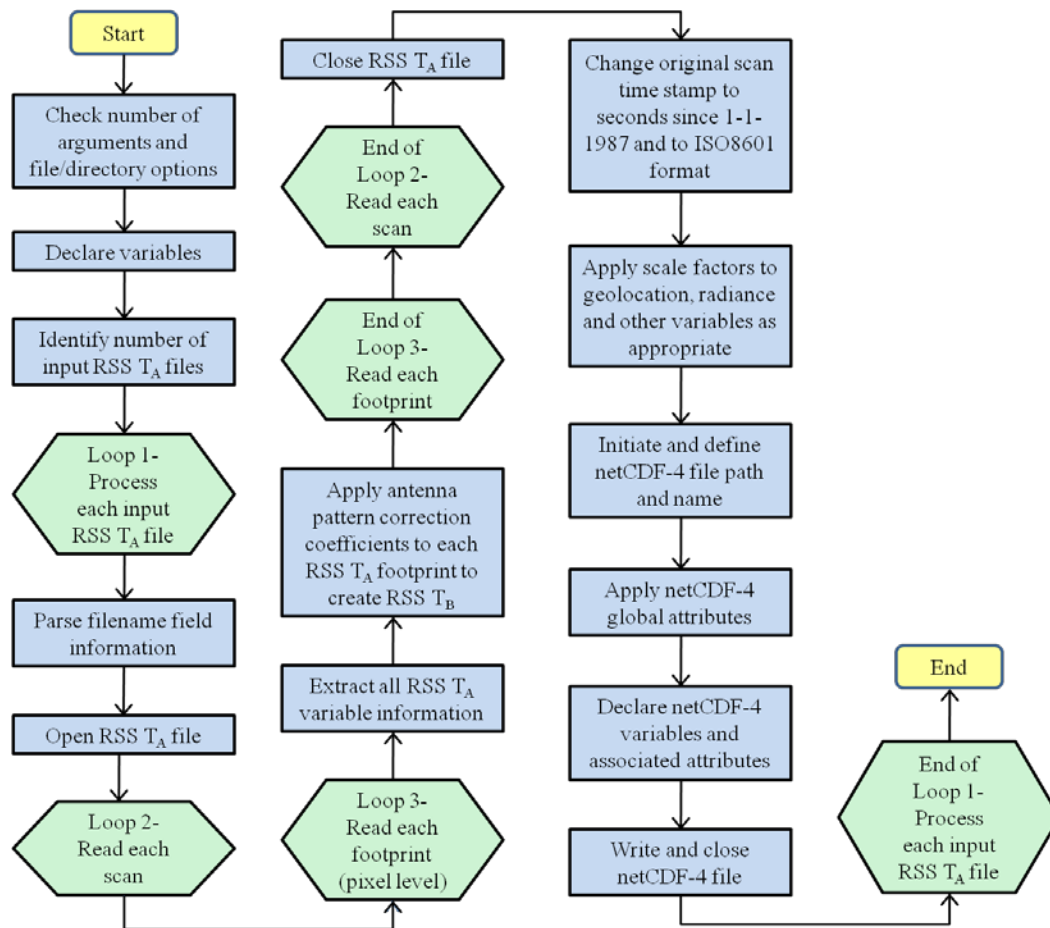 Start
Check number of
arguments and
file/directory options
Declare variables
Identify number of
input RSS TA files
Loop 1-
Process
each input
RSS TA file
Parse filename field
information
Open RSS TA file
Loop 2-
Read each
scan
Loop 3-
Read each
footprint
(pixel level)
Extract all RSS TA
variable information
Apply antenna
pattern correction
coefficients to each
RSS TA footprint to
create RSS TB
End of
Loop 3-
Read each
footprint
End of
Loop 2-
Read each
scan
Close RSS TA file
Change original scan
time stamp to
seconds since 1-1-
1987 and to ISO8601
format
Apply scale factors to
geolocation, radiance
and other variables as
appropriate
Initiate and define
netCDF-4 file path
and name
Apply netCDF-4
global attributes
Declare netCDF-4
variables and
associated attributes
Write and close
netCDF-4 file
End of
Loop 1-
Process
each input
RSS TA file
End